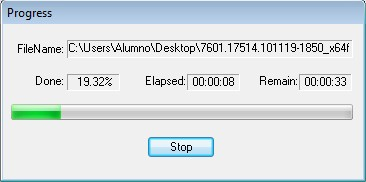 Progress
FileName: C:\Users\Alumno\Desktop\7601.17514.101119-1850_x64f
Done: 19.32% Elapsed: 00:00:08 Remain: 00:00:33
Stop